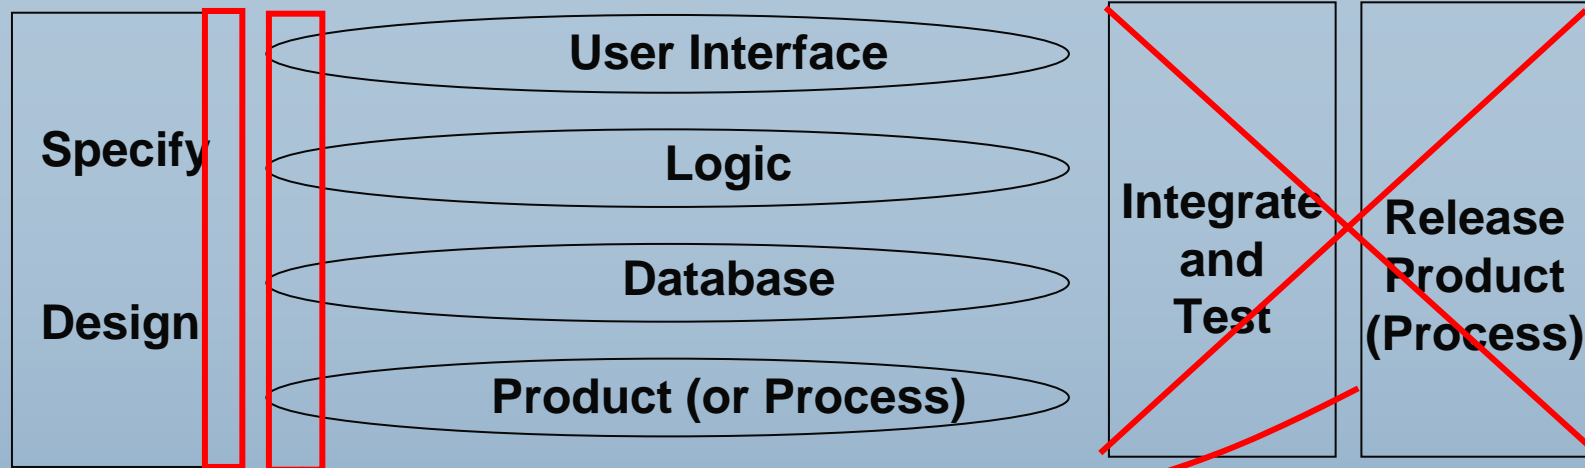 Specify
Design
User Interface
Logic
Database
Product (or Process)
Integrate
and
Test
Release
Product
(Process)